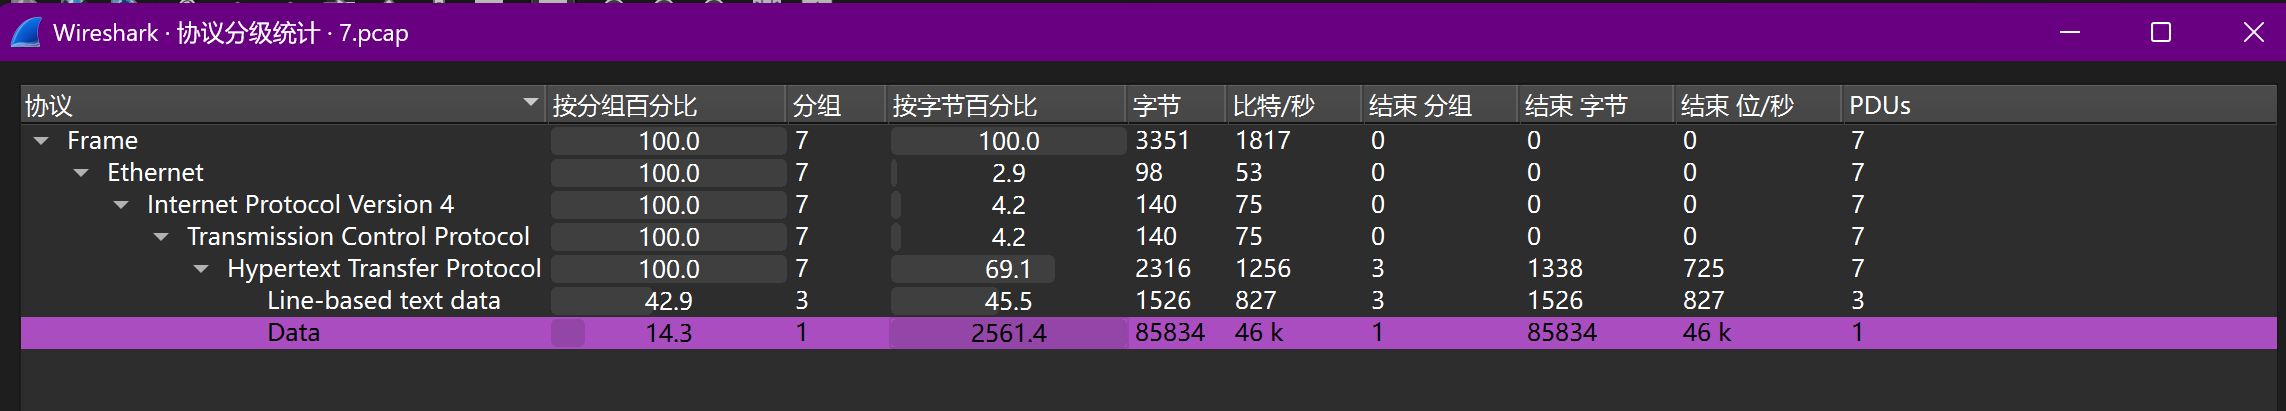 Wireshark · 协议分级统计 · 7.pcap
协议 按分组百分比 分组 按字节百分比 字节 比特/秒 结束 分组 结束 字节 结束 位/秒 PDUs
Frame 100.0 7 100.0 3351 1817 0 0 0 7
Ethernet 100.0 7 2.9 98 53 0 0 0 7
Internet Protocol Version 4 100.0 7 4.2 140 75 0 0 0 7
Transmission Control Protocol 100.0 7 4.2 140 75 0 0 0 7
Hypertext Transfer Protocol 100.0 7 69.1 2316 1256 3 1338 725 7
Line-based text data 42.9 3 45.5 1526 827 3 1526 827 3
Data 14.3 1 2561.4 85834 46 k 1 85834 46 k 1